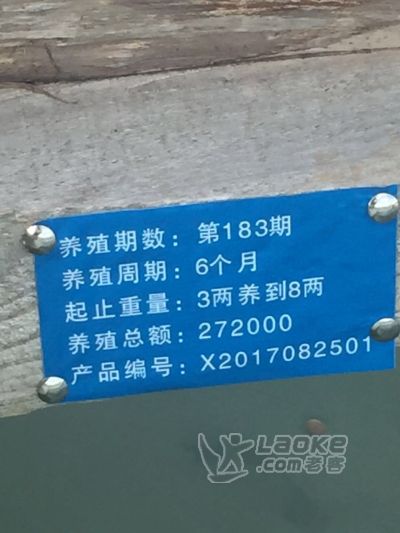 养殖期数：第183期
养殖周期：6个月
起止重量：3两养到8两
养殖总额：272000
产品编号：X2017082501
LAOKE
.com老客